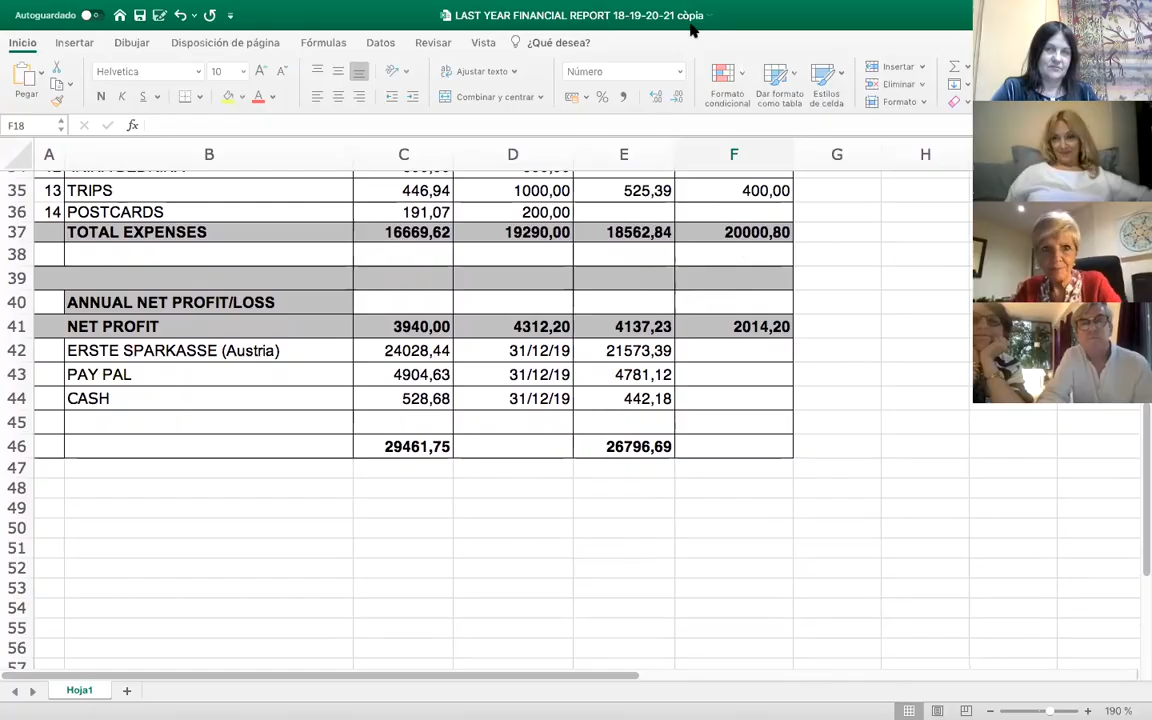 Autoguardado
LAST YEAR FINANCIAL REPORT 18-19-20-21 còpia
Inicio Insertar Dibujar Disposición de página Fórmulas Datos Revisar Vista ¿Qué desea?
Pegar Helvetica 10 A A Ajustar texto Número Formato condicional Dar formato como tabla Estilos de celda Insertar
N K S A Combinar y centrar % Eliminar
Formato
F18 fx
A B C D E F G H
35 13 TRIPS 446,94 1000,00 525,39 400,00
36 14 POSTCARDS 191,07 200,00
37 TOTAL EXPENSES 16669,62 19290,00 18562,84 20000,80
38
39
40 ANNUAL NET PROFIT/LOSS
41 NET PROFIT 3940,00 4312,20 4137,23 2014,20
42 ERSTE SPARKASSE (Austria) 24028,44 31/12/19 21573,39
43 PAY PAL 4904,63 31/12/19 4781,12
44 CASH 528,68 31/12/19 442,18
45
46 29461,75 26796,69
47
48
49
50
51
52
53
54
55
56
57
Hoja1
190 %